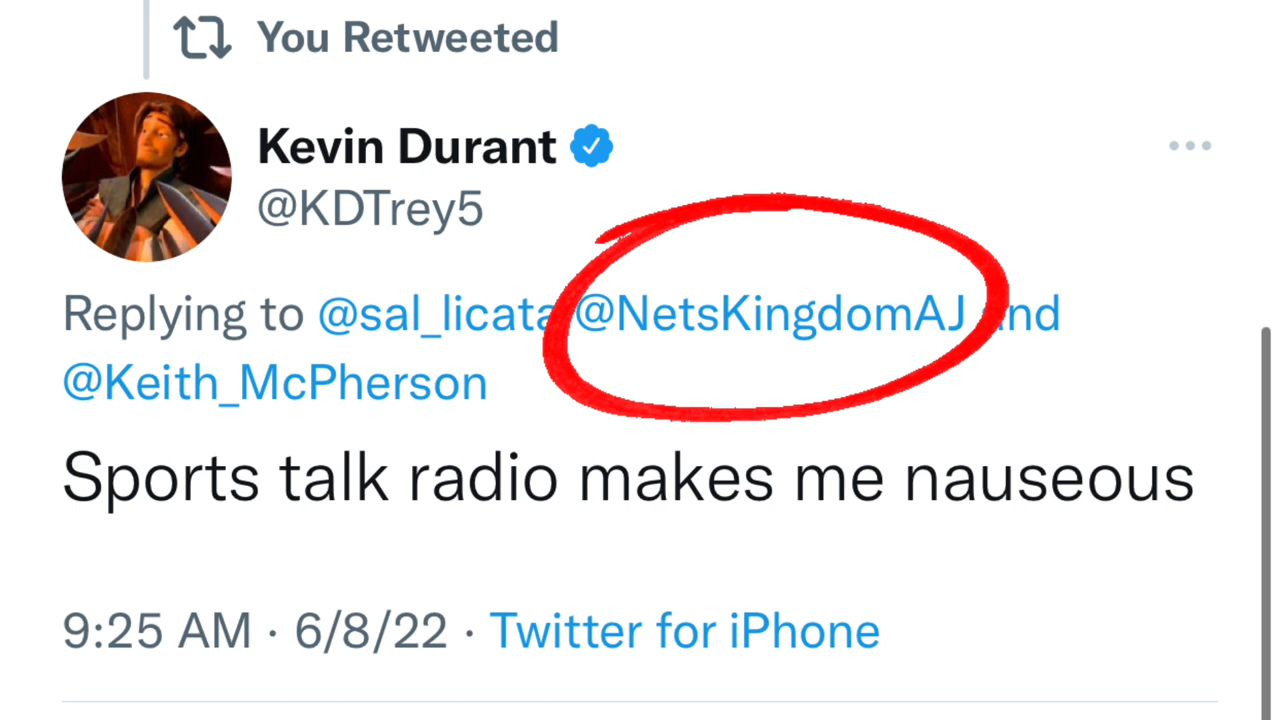 You Retweeted
Kevin Durant
@KDTrey5
Replying to @sal_licata @NetsKingdomAJ and
@Keith_McPherson
Sports talk radio makes me nauseous
9:25 AM · 6/8/22 · Twitter for iPhone